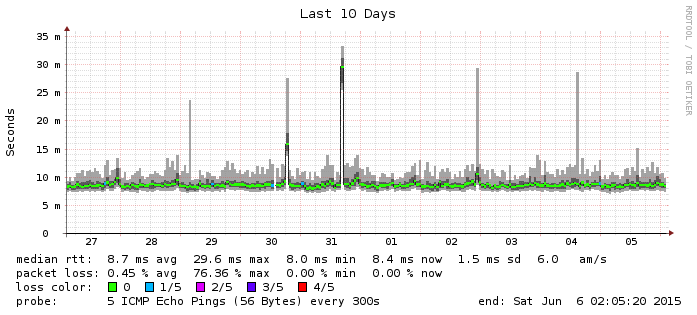 Last 10 Days
RRDTOOL / TOBI OETIKER
Seconds
35 m
30 m
25 m
20 m
15 m
10 m
5 m
0
27 28 29 30 31 01 02 03 04 05
median rtt: 8.7 ms avg 29.6 ms max 8.0 ms min 8.4 ms now 1.5 ms sd 6.0 am/s
packet loss: 0.45 % avg 76.36 % max 0.00 % min 0.00 % now
loss color: 0 1/5 2/5 3/5 4/5
probe: 5 ICMP Echo Pings (56 Bytes) every 300s end: Sat Jun 6 02:05:20 2015